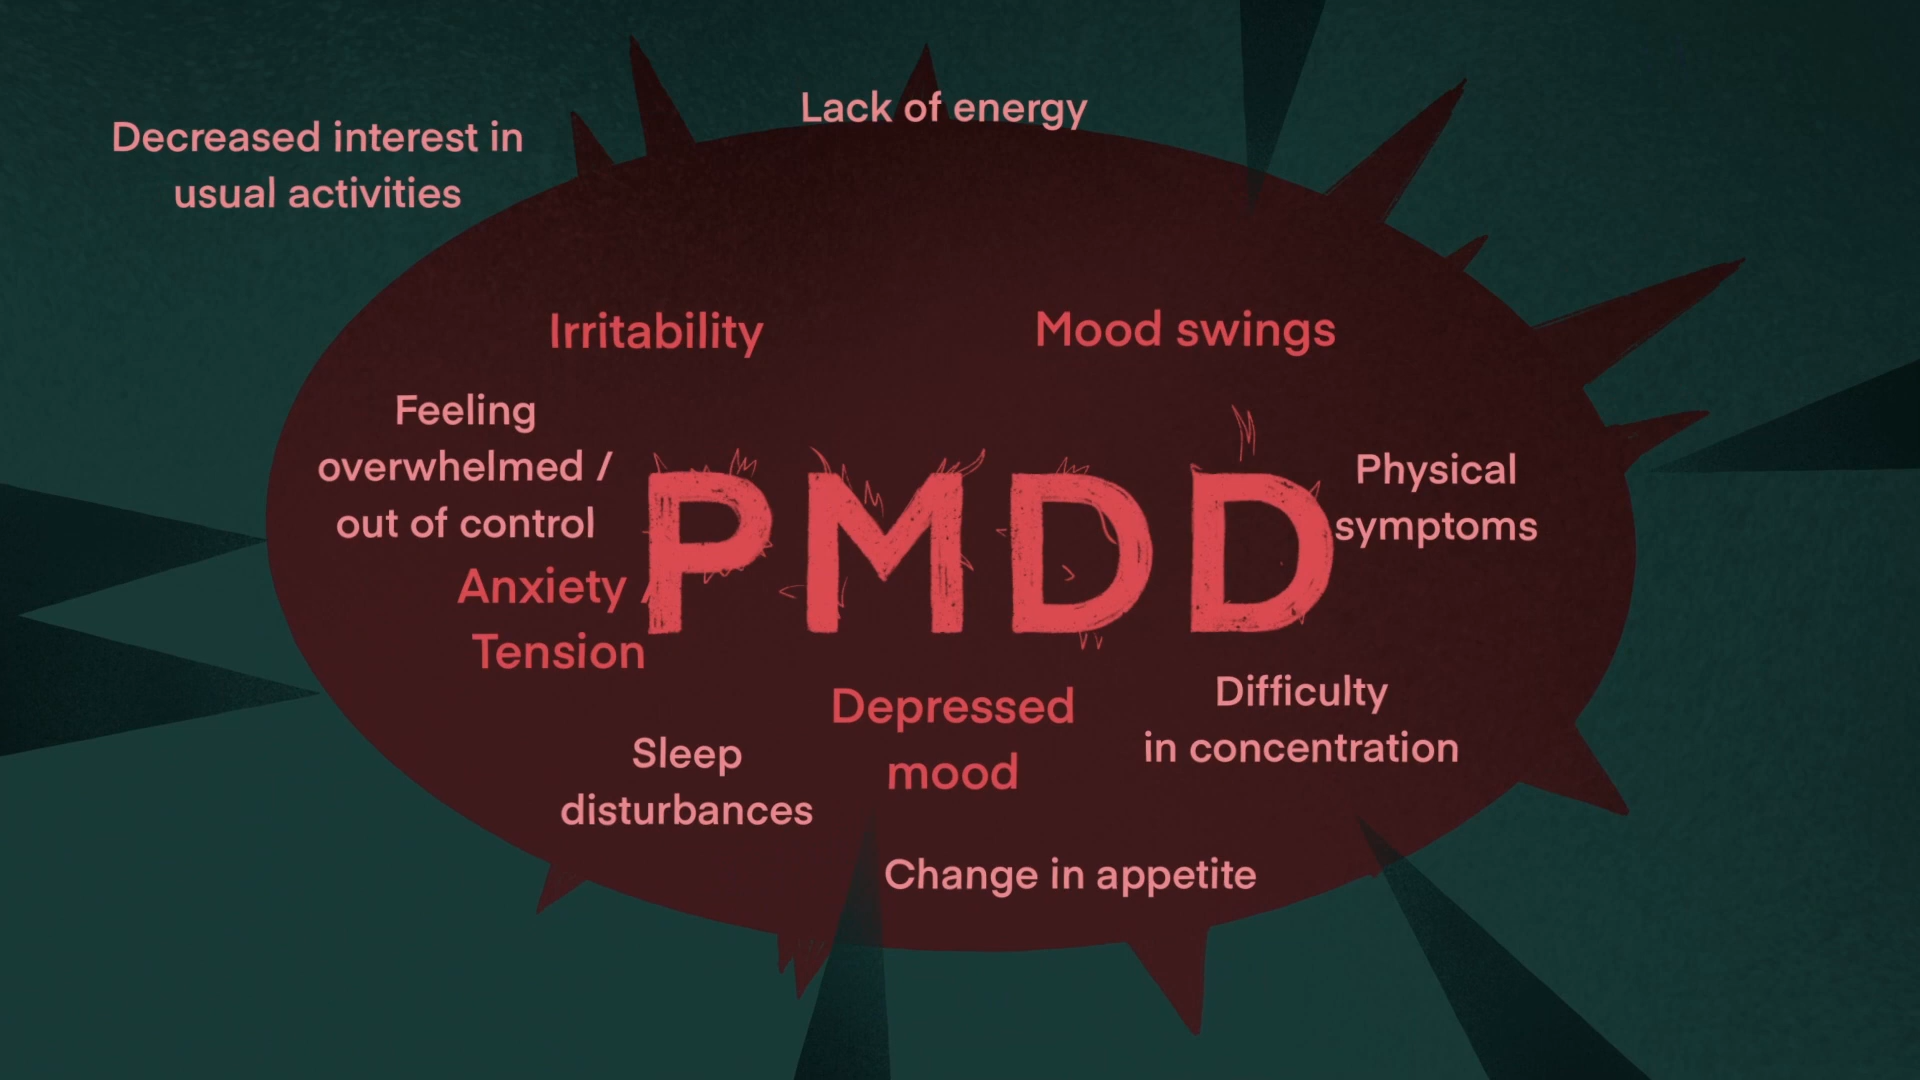 Lack of energy
Decreased interest in
usual activities
Irritability
Mood swings
Feeling
overwhelmed /
out of control
PMDD
Physical
symptoms
Anxiety /
Tension
Depressed
mood
Difficulty
in concentration
Sleep
disturbances
Change in appetite